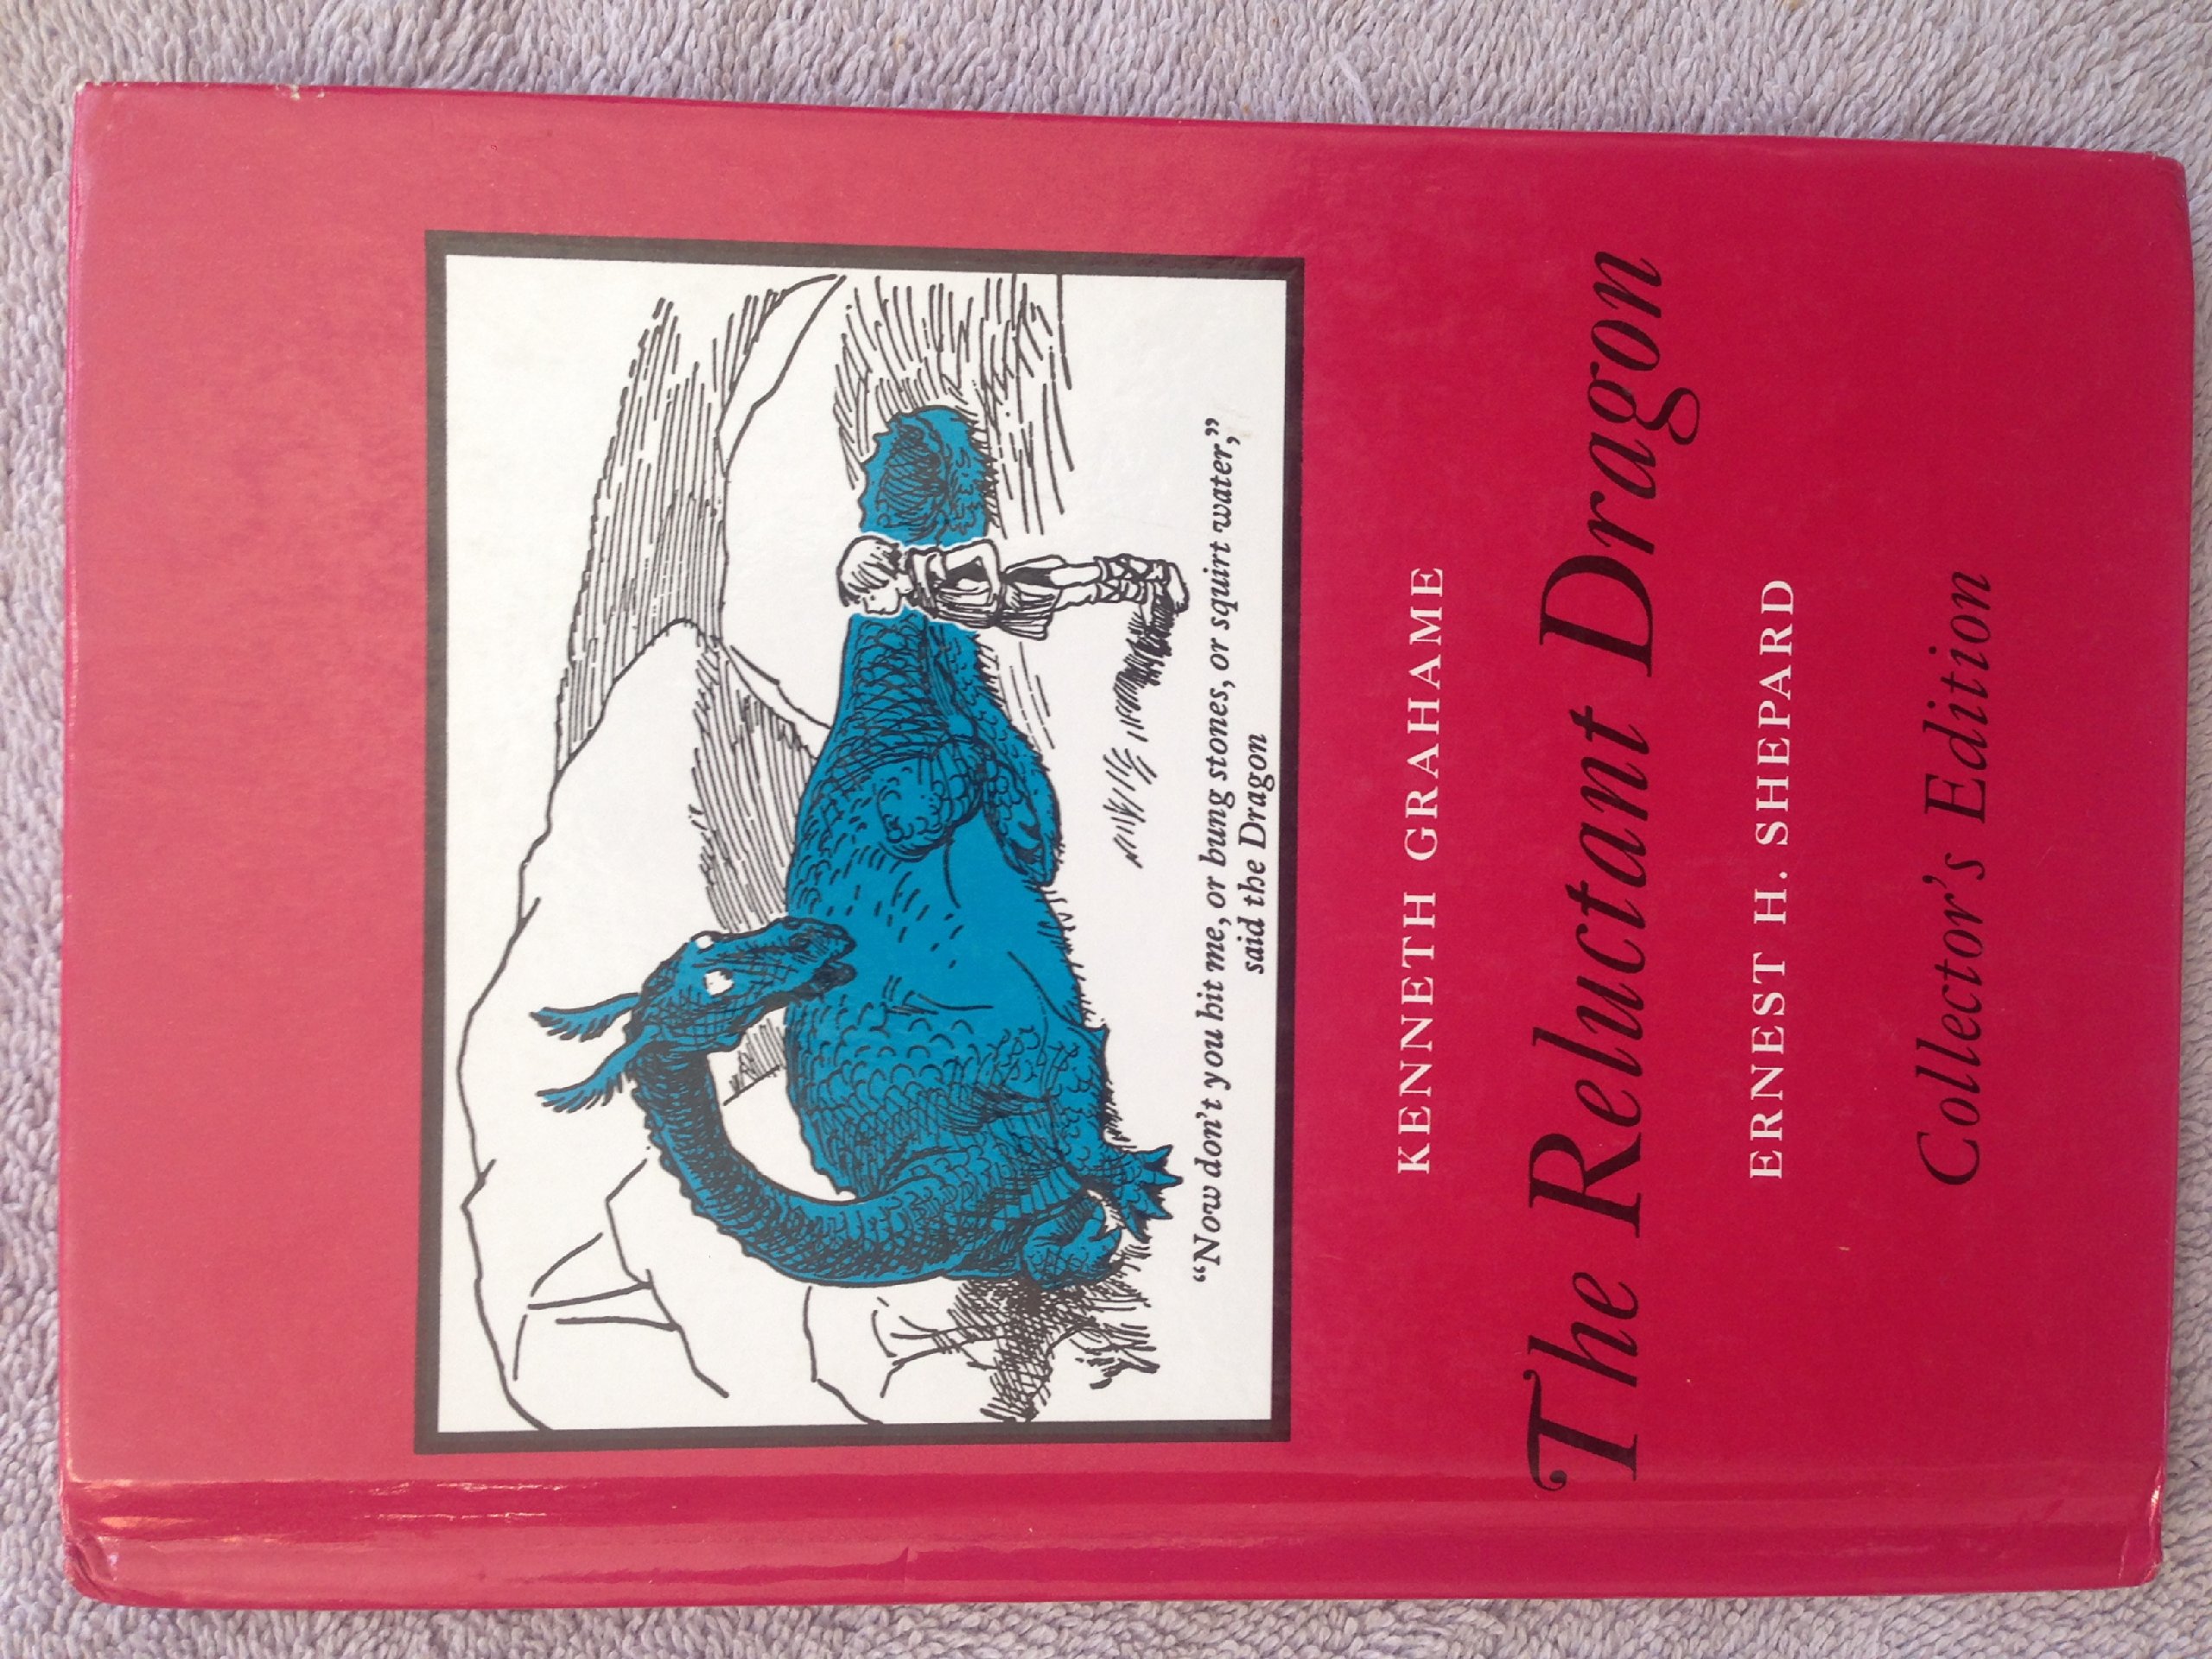 “Now don't you hit me, or bung stones, or squirt water,”
said the Dragon
KENNETH GRAHAME
The Reluctant Dragon
ERNEST H. SHEPARD
Collector's Edition